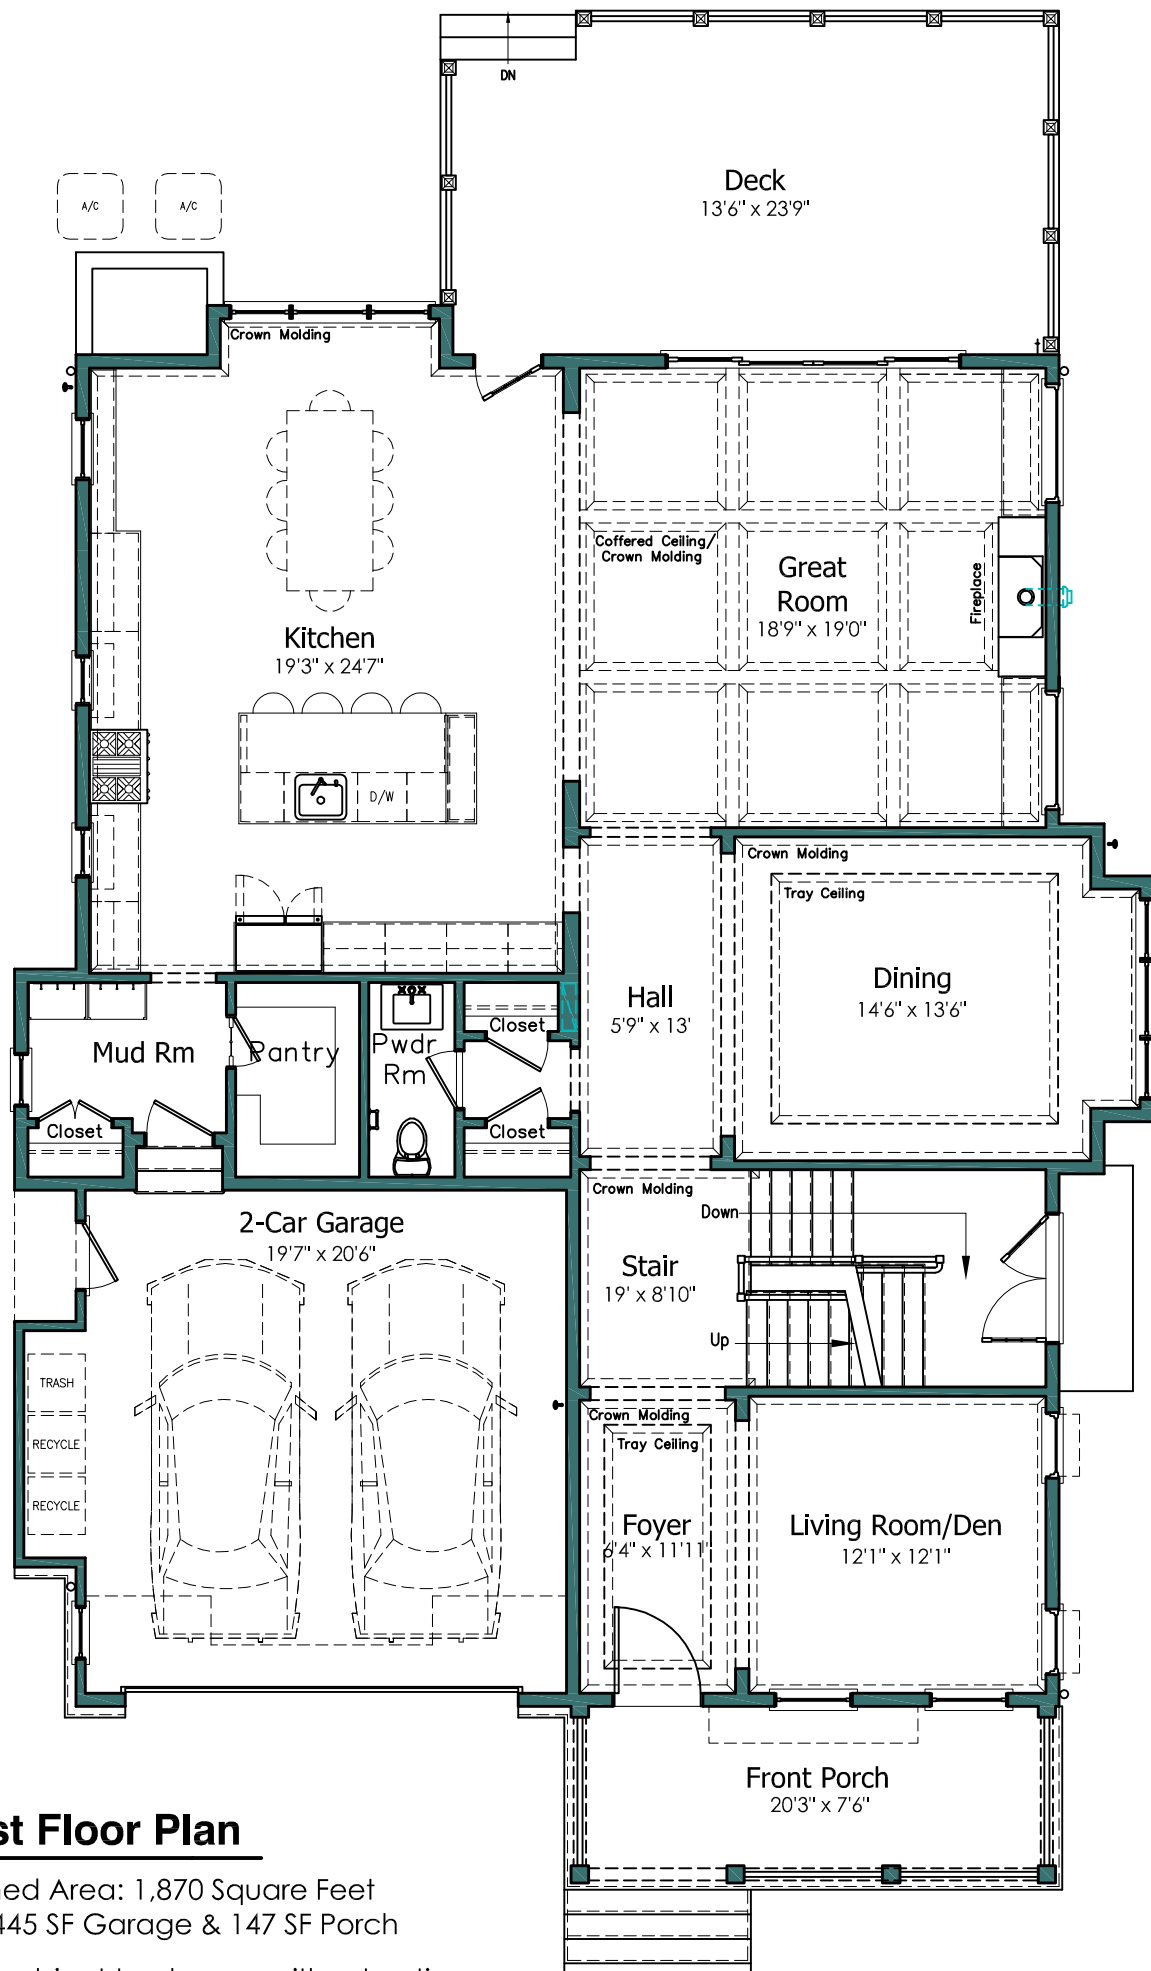 DN
Deck
13'6" x 23'9"
A/C
A/C
Crown Molding
Coffered Ceiling/
Crown Molding
Great
Room
18'9" x 19'0"
Fireplace
Kitchen
19'3" x 24'7"
D/W
Crown Molding
Tray Ceiling
Dining
14'6" x 13'6"
Hall
5'9" x 13'
Closet
Mud Rm
Pantry
Pwdr
Rm
Closet
Closet
Crown Molding
Down
2-Car Garage
19'7" x 20'6"
Stair
19' x 8'10"
Up
TRASH
RECYCLE
RECYCLE
Crown Molding
Tray Ceiling
Foyer
6'4" x 11'11"
Living Room/Den
12'1" x 12'1"
Front Porch
20'3" x 7'6"
st Floor Plan
ned Area: 1,870 Square Feet
445 SF Garage & 147 SF Porch